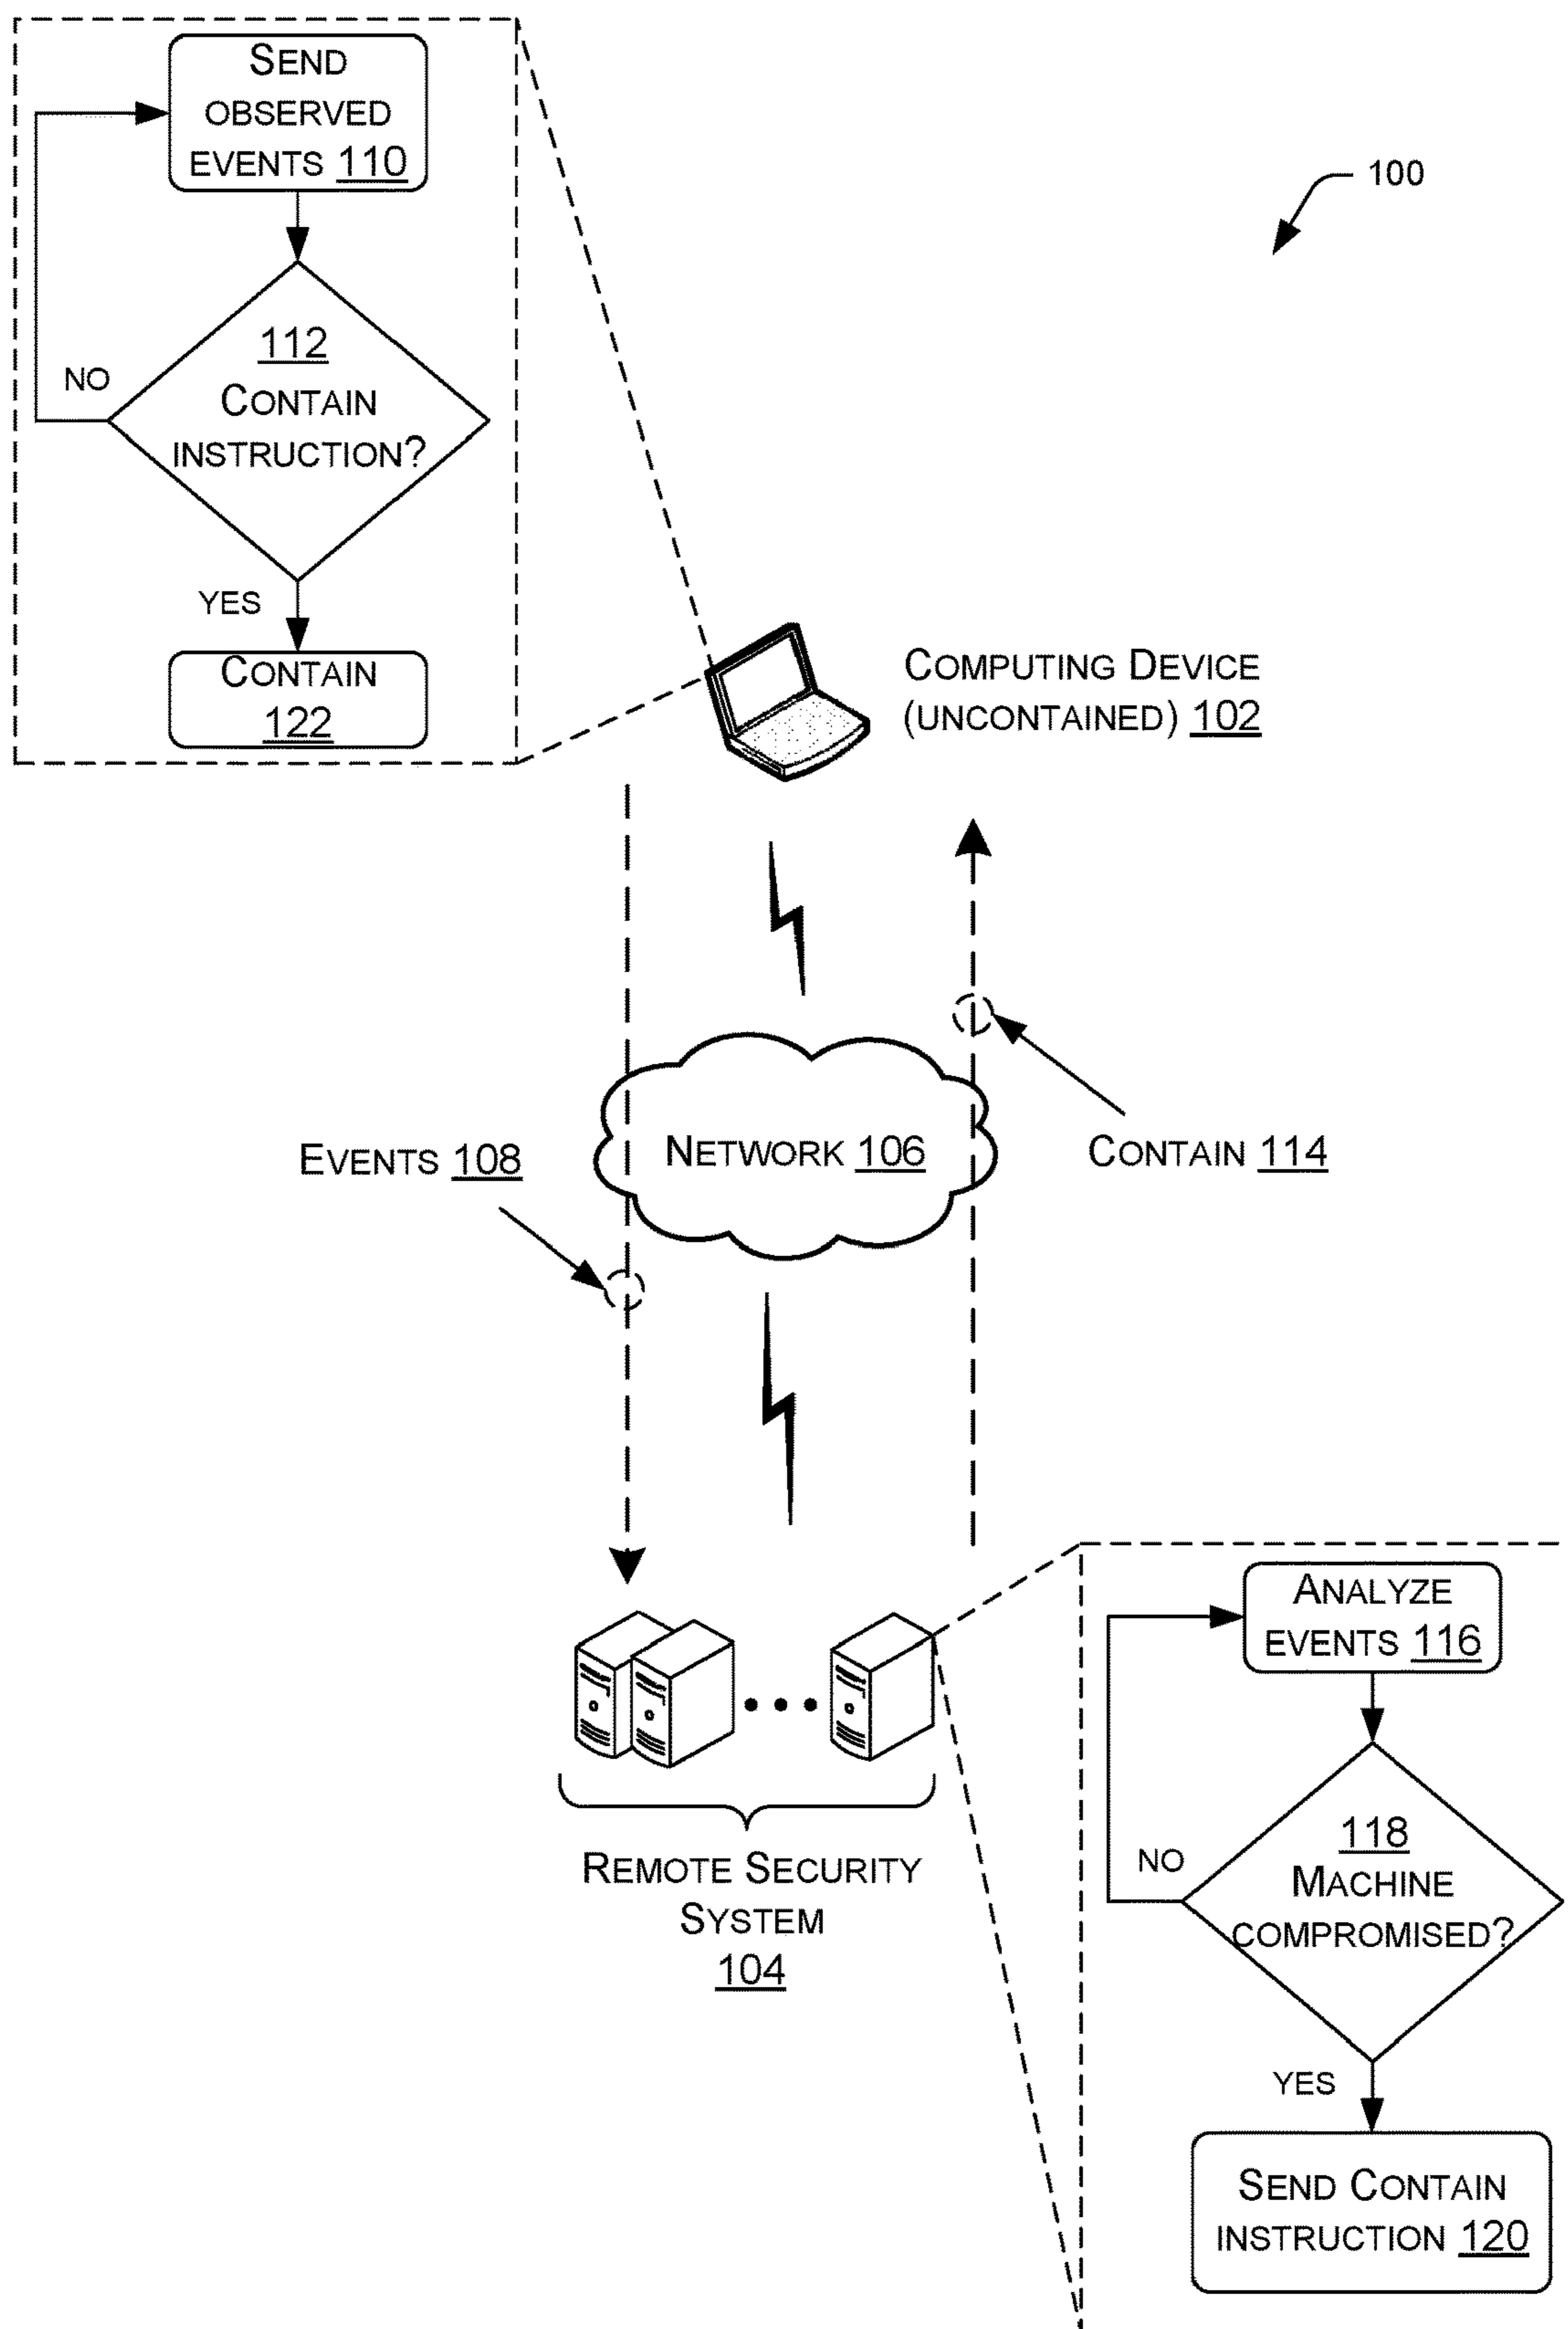 SEND
OBSERVED
EVENTS 110
100
112
CONTAIN
INSTRUCTION?
NO
YES
CONTAIN
122
COMPUTING DEVICE
(UNCONTAINED) 102
EVENTS 108
NETWORK 106
CONTAIN 114
ANALYZE
EVENTS 116
118
MACHINE
COMPROMISED?
NO
YES
SEND CONTAIN
INSTRUCTION 120
REMOTE SECURITY
SYSTEM
104